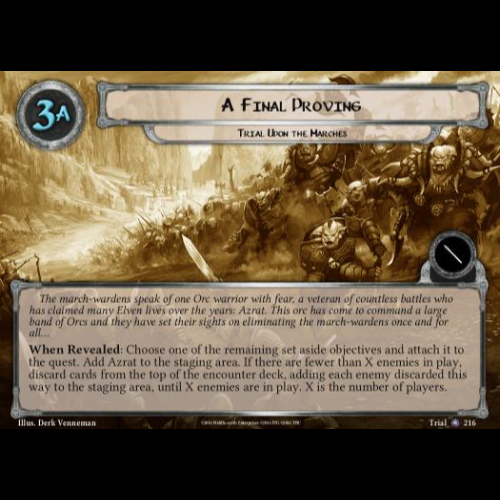 3A
A Final Proving
Trial Upon the Marches
The march-wardens speak of one Orc warrior with fear, a veteran of countless battles who
has claimed many Elven lives over the years: Azrat. This orc has come to command a large
band of Orcs and they have set their sights on eliminating the march-wardens once and for
all...
When Revealed: Choose one of the remaining set aside objectives and attach it to
the quest. Add Azrat to the staging area. If there are fewer than X enemies in play,
discard cards from the top of the encounter deck, adding each enemy discarded this
way to the staging area, until X enemies are in play. X is the number of players.
Illus. Derk Venneman
Trial 216